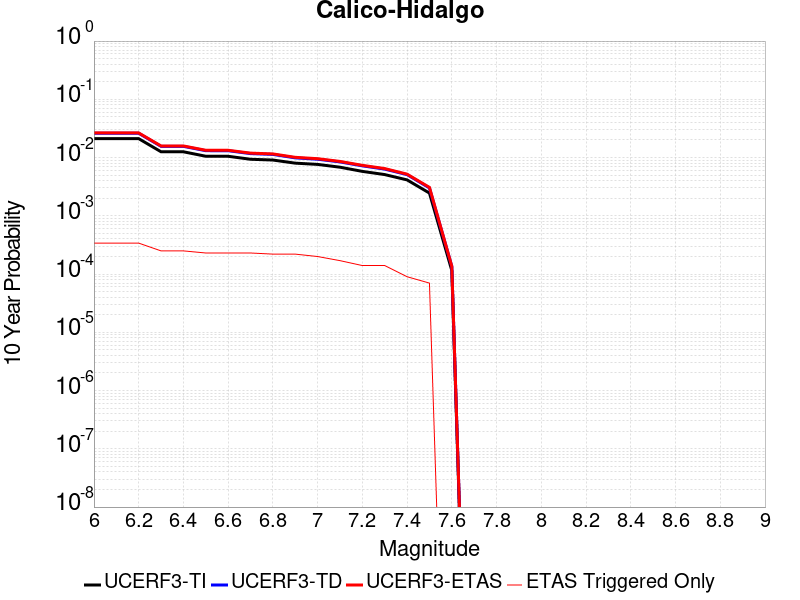 Calico-Hidalgo
10^0
10^-1
10^-2
10^-3
10^-4
10^-5
10^-6
10^-7
10^-8
10 Year Probability
6 6.2 6.4 6.6 6.8 7 7.2 7.4 7.6 7.8 8 8.2 8.4 8.6 8.8 9
Magnitude
UCERF3-TI UCERF3-TD UCERF3-ETAS ETAS Triggered Only